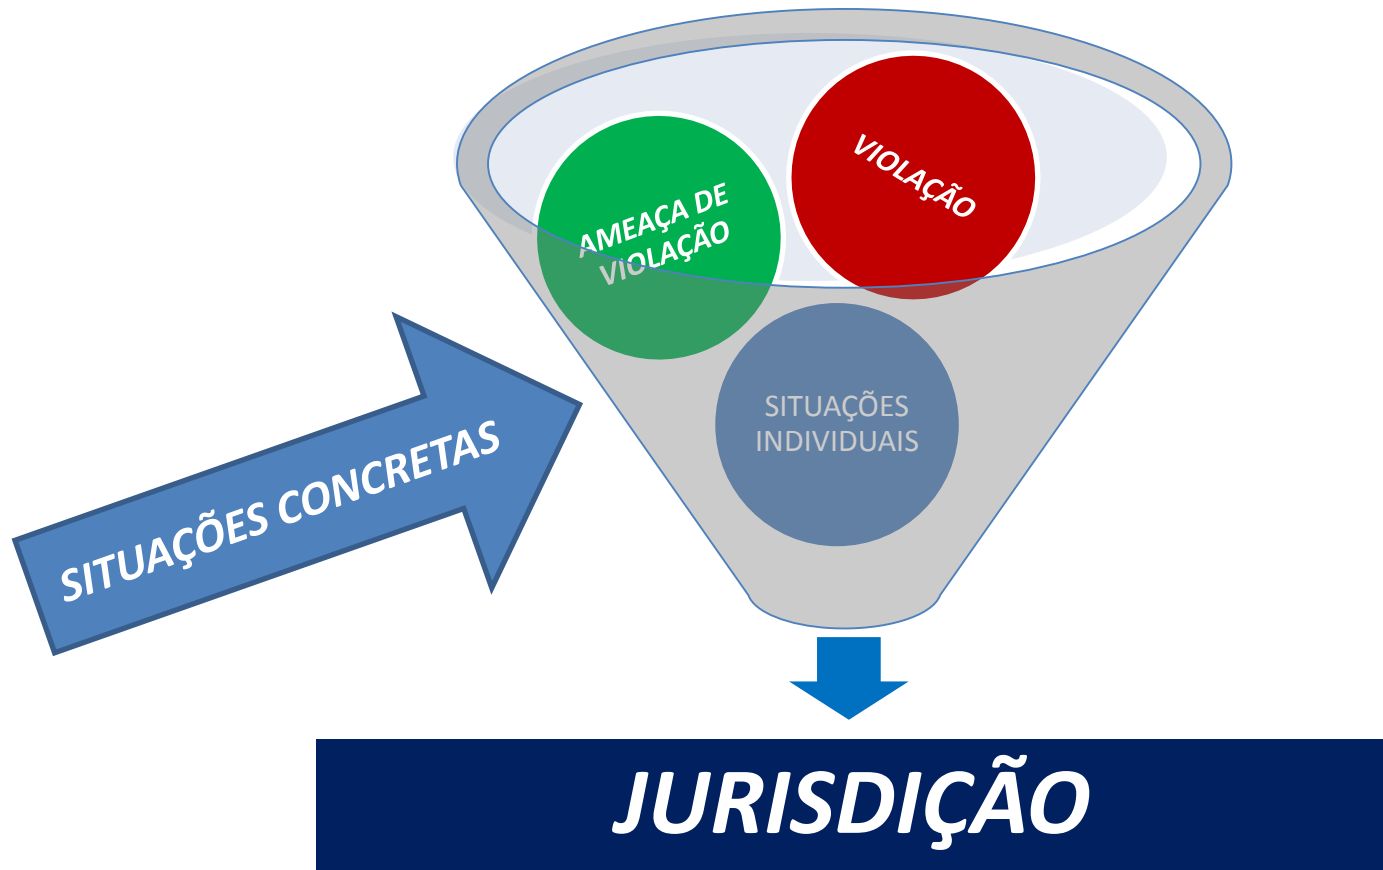 VIOLAÇÃO
AMEAÇA DE
VIOLAÇÃO
SITUAÇÕES
INDIVIDUAIS
SITUAÇÕES CONCRETAS
JURISDIÇÃO